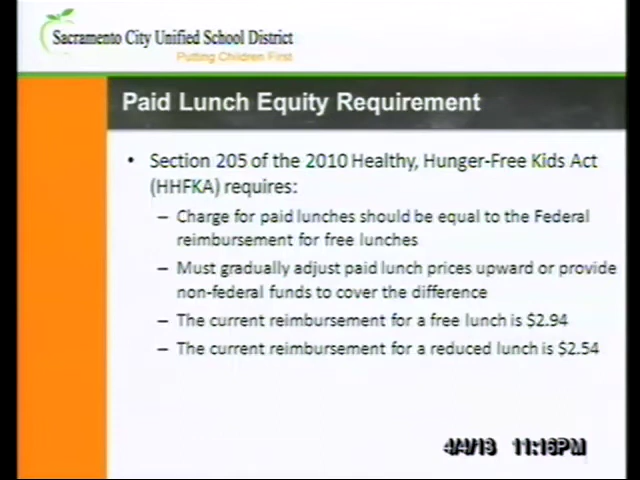 Sacramento City Unified School District
Putting Children First
Paid Lunch Equity Requirement
• Section 205 of the 2010 Healthy, Hunger-Free Kids Act
(HHFKA) requires:
– Charge for paid lunches should be equal to the Federal
reimbursement for free lunches
– Must gradually adjust paid lunch prices upward or provide
non-federal funds to cover the difference
– The current reimbursement for a free lunch is $2.94
– The current reimbursement for a reduced lunch is $2.54
4/4/13 11:16PM